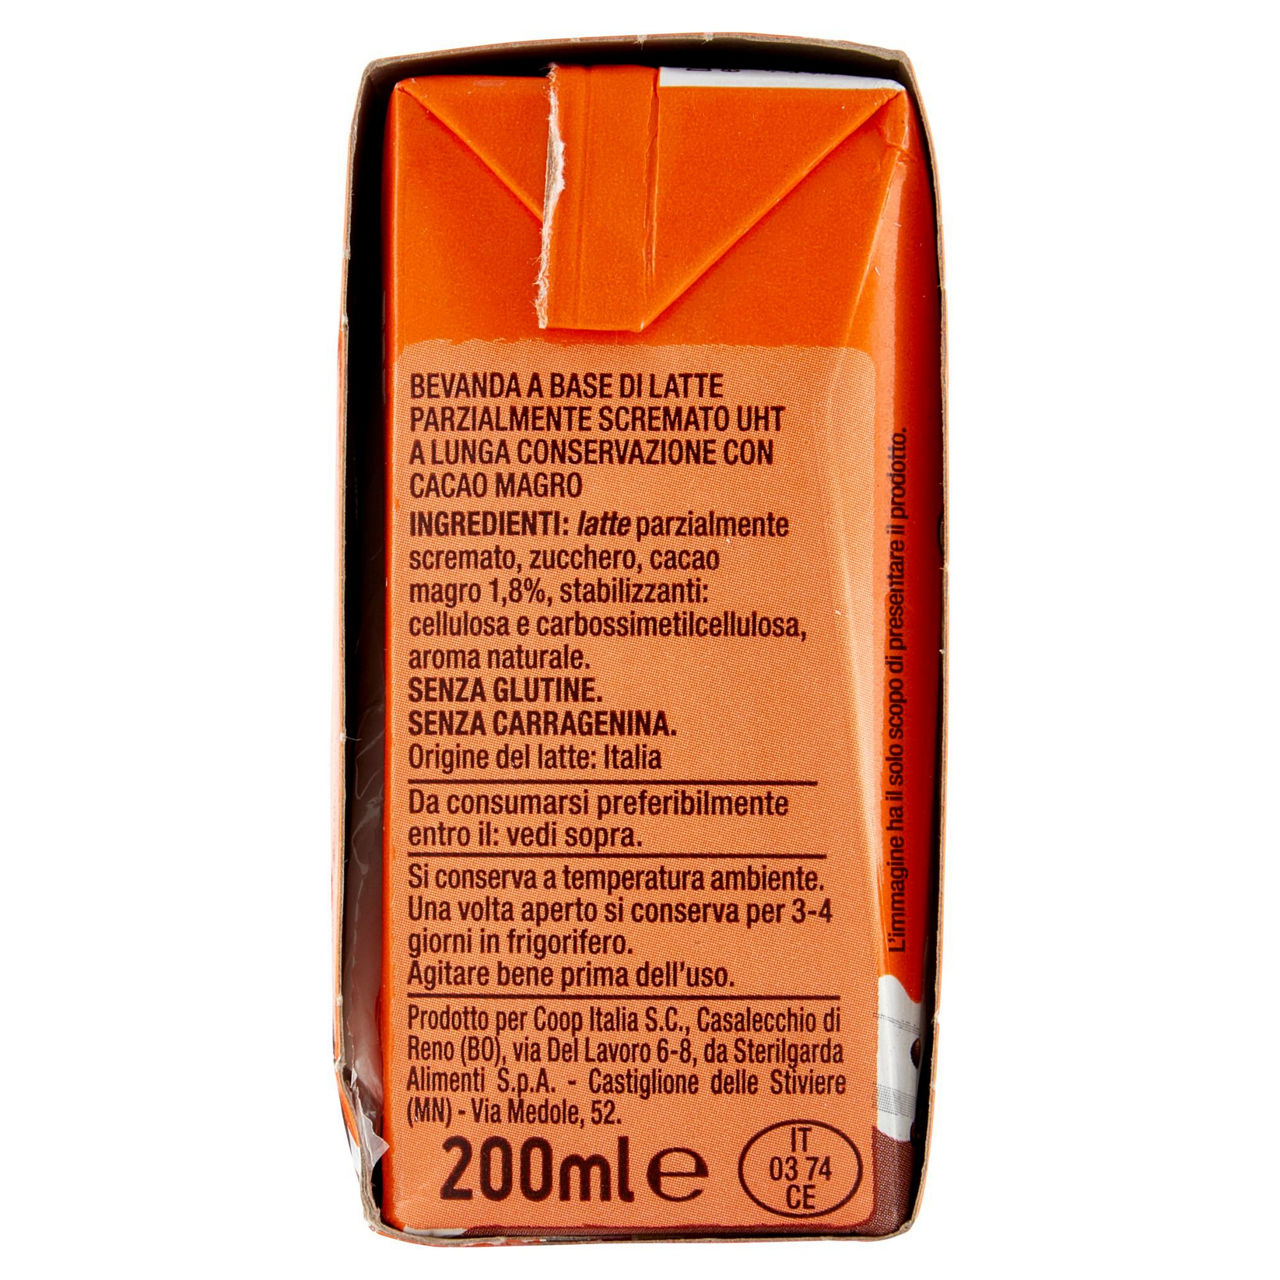 BEVANDA A BASE DI LATTE
PARZIALMENTE SCREMATO UHT
A LUNGA CONSERVAZIONE CON
CACAO MAGRO
INGREDIENTI: latte parzialmente
scremato, zucchero, cacao
magro 1,8%, stabilizzanti:
cellulosa e carbossimetilcellulosa,
aroma naturale.
SENZA GLUTINE.
SENZA CARRAGENINA.
Origine del latte: Italia
Da consumarsi preferibilmente
entro il: vedi sopra.
Si conserva a temperatura ambiente.
Una volta aperto si conserva per 3-4
giorni in frigorifero.
Agitare bene prima dell'uso.
Prodotto per Coop Italia S.C., Casalecchio di
Reno (BO), via Del Lavoro 6-8, da Sterilgarda
Alimenti S.p.A. - Castiglione delle Stiviere
(MN) - Via Medole, 52.
200ml e
IT
03 74
CE
L'immagine ha il solo scopo di presentare il prodotto.